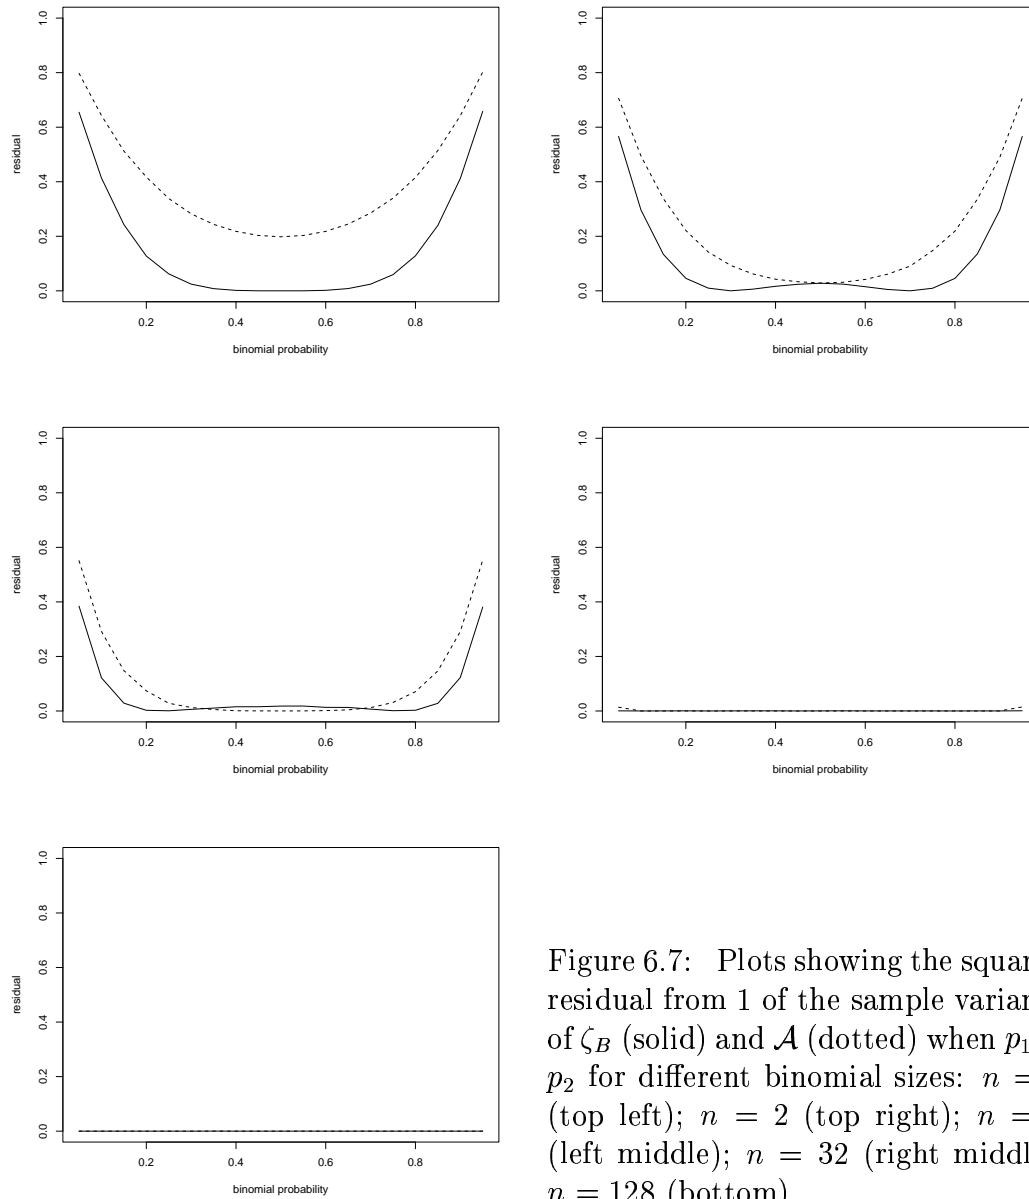 1.0
0.8
0.6
0.4
0.2
0.0
residual
0.2 0.4 0.6 0.8
binomial probability
1.0
0.8
0.6
0.4
0.2
0.0
residual
0.2 0.4 0.6 0.8
binomial probability
1.0
0.8
0.6
0.4
0.2
0.0
residual
0.2 0.4 0.6 0.8
binomial probability
1.0
0.8
0.6
0.4
0.2
0.0
residual
0.2 0.4 0.6 0.8
binomial probability
1.0
0.8
0.6
0.4
0.2
0.0
residual
0.2 0.4 0.6 0.8
binomial probability
Figure 6.7: Plots showing the squar
residual from 1 of the sample varian
of ζ_B (solid) and 𝒜 (dotted) when p_1
p_2 for different binomial sizes: n =
(top left); n = 2 (top right); n =
(left middle); n = 32 (right middl
n = 128 (bottom)